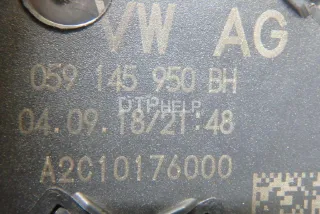 VW AG
059 145 950 BH
DTPHELP
04.09.18/21:48
A2C10176000